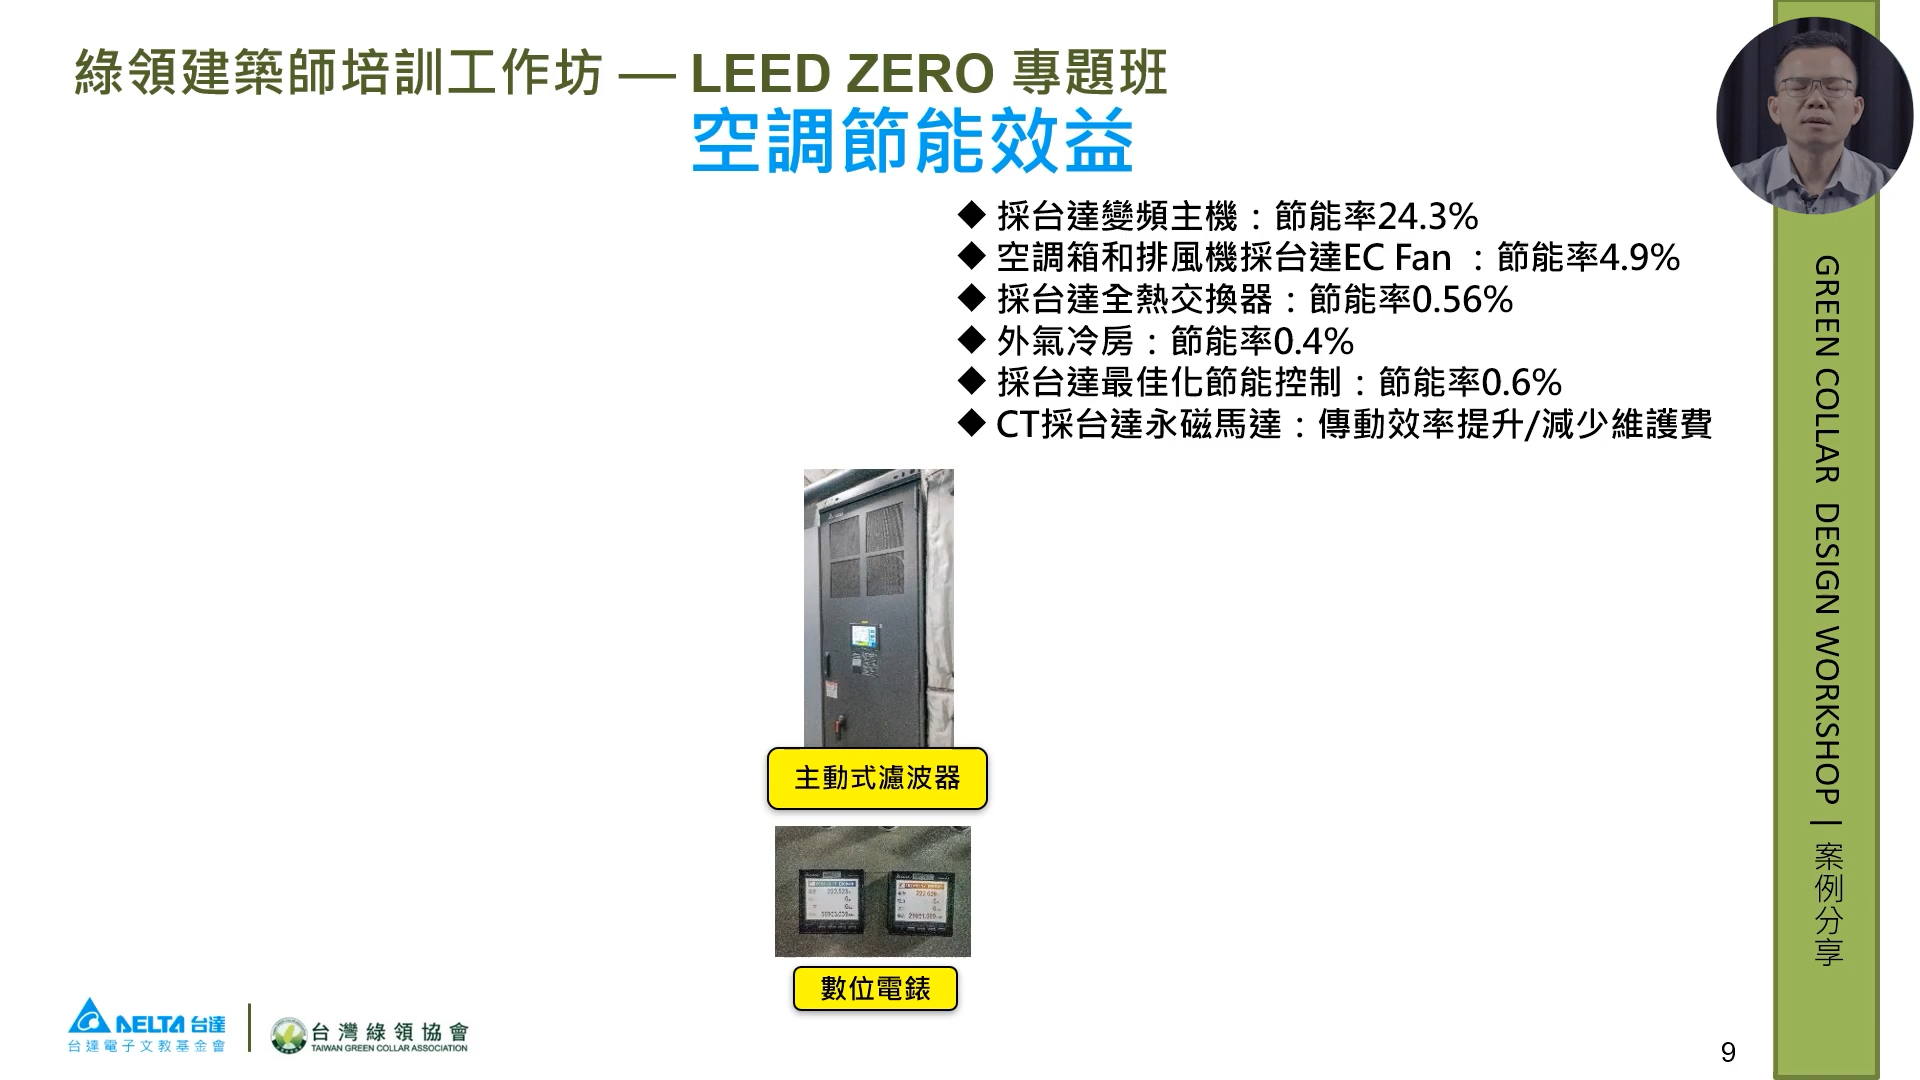 綠領建築師培訓工作坊 — LEED ZERO 專題班
空調節能效益
◆ 採台達變頻主機：節能率24.3%
◆ 空調箱和排風機採台達EC Fan ：節能率4.9%
◆ 採台達全熱交換器：節能率0.56%
◆ 外氣冷房：節能率0.4%
◆ 採台達最佳化節能控制：節能率0.6%
◆ CT採台達永磁馬達：傳動效率提升/減少維護費
主動式濾波器
數位電錶
GREEN COLLAR DESIGN WORKSHOP | 案例分享
DELTA 台達
台達電子文教基金會
台灣綠領協會
TAIWAN GREEN COLLAR ASSOCIATION
9